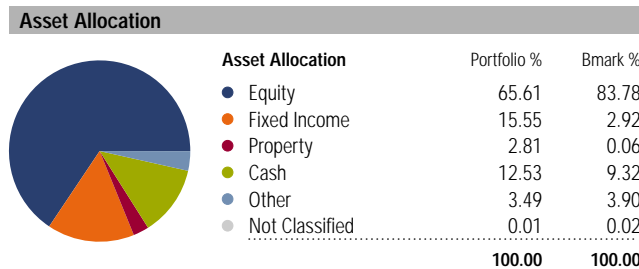 Asset Allocation
Asset Allocation Portfolio % Bmark %
Equity 65.61 83.78
Fixed Income 15.55 2.92
Property 2.81 0.06
Cash 12.53 9.32
Other 3.49 3.90
Not Classified 0.01 0.02
100.00 100.00